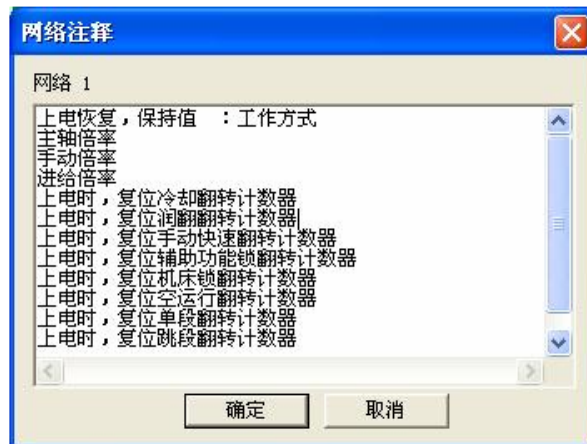 网络注释
网络 1
上电恢复，保持值  ：工作方式
主轴倍率
手动倍率
进给倍率
上电时，复位冷却翻转计数器
上电时，复位润翻翻转计数器
上电时，复位手动快速翻转计数器
上电时，复位辅助功能锁翻转计数器
上电时，复位机床锁翻转计数器
上电时，复位空运行翻转计数器
上电时，复位单段翻转计数器
上电时，复位跳段翻转计数器
确定
取消